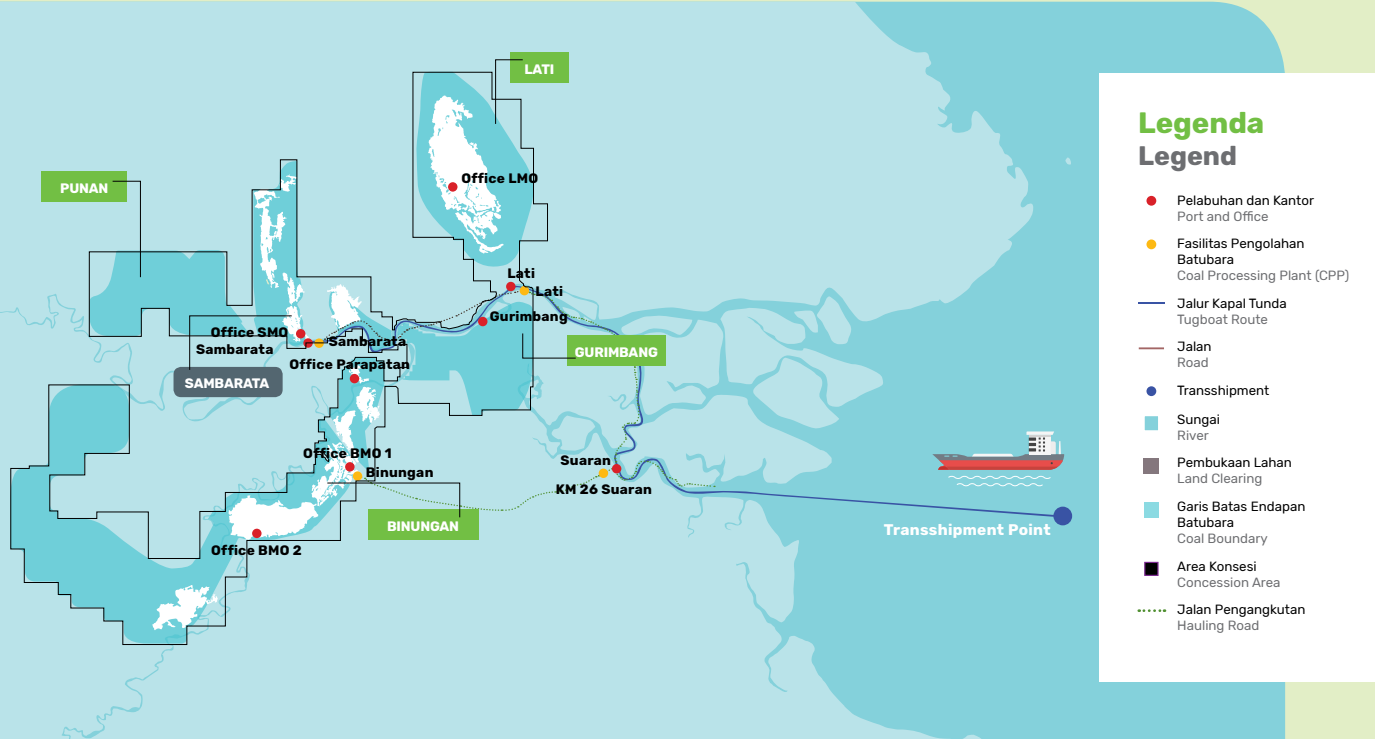 LATI
PUNAN
Office LMO
Lati
Lati
Gurimbang
Office SMO
Sambarata
Sambarata
GURIMBANG
Office Parapatan
SAMBARATA
Office BMO 1
Binungan
Suaran
KM 26 Suaran
BINUNGAN
Office BMO 2
Transshipment Point
Legenda
Legend
Pelabuhan dan Kantor
Port and Office
Fasilitas Pengolahan
Batubara
Coal Processing Plant (CPP)
Jalur Kapal Tunda
Tugboat Route
Jalan
Road
Transshipment
Sungai
River
Pembukaan Lahan
Land Clearing
Garis Batas Endapan
Batubara
Coal Boundary
Area Konsesi
Concession Area
Jalan Pengangkutan
Hauling Road